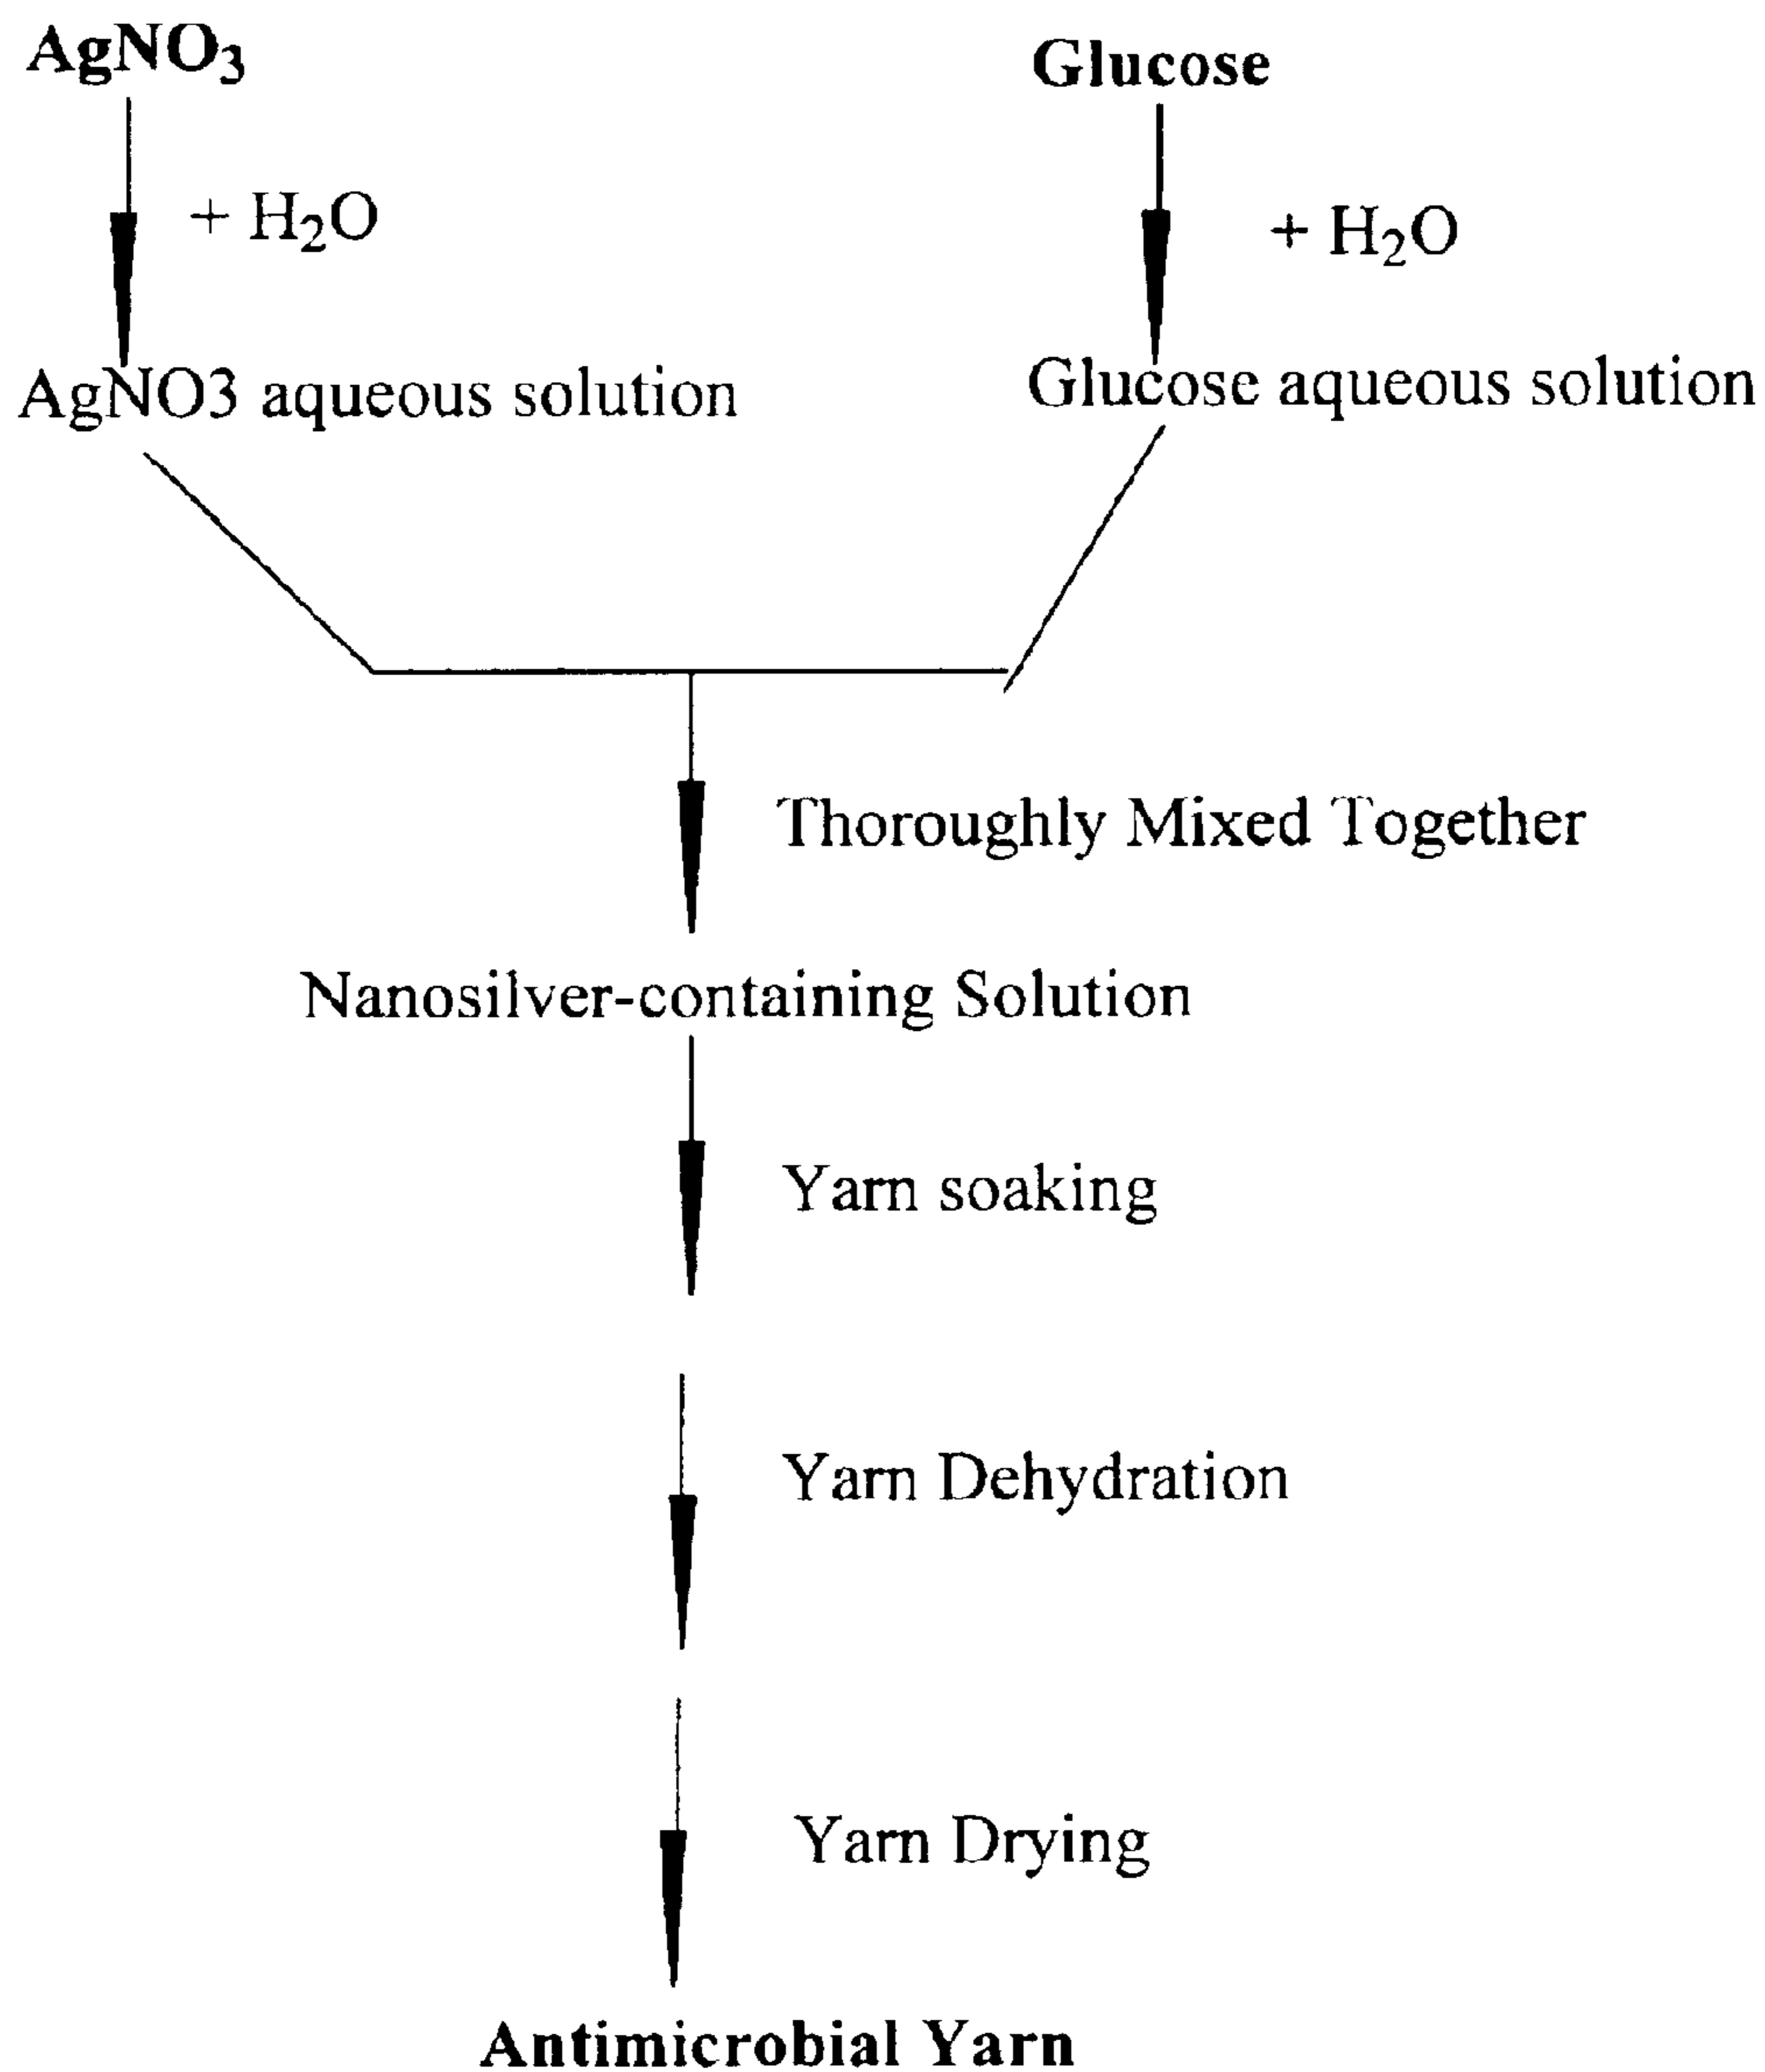 AgNO₃
Glucose
+ H₂O
+ H₂O
AgNO3 aqueous solution
Glucose aqueous solution
Thoroughly Mixed Together
Nanosilver-containing Solution
Yarn soaking
Yarn Dehydration
Yarn Drying
Antimicrobial Yarn